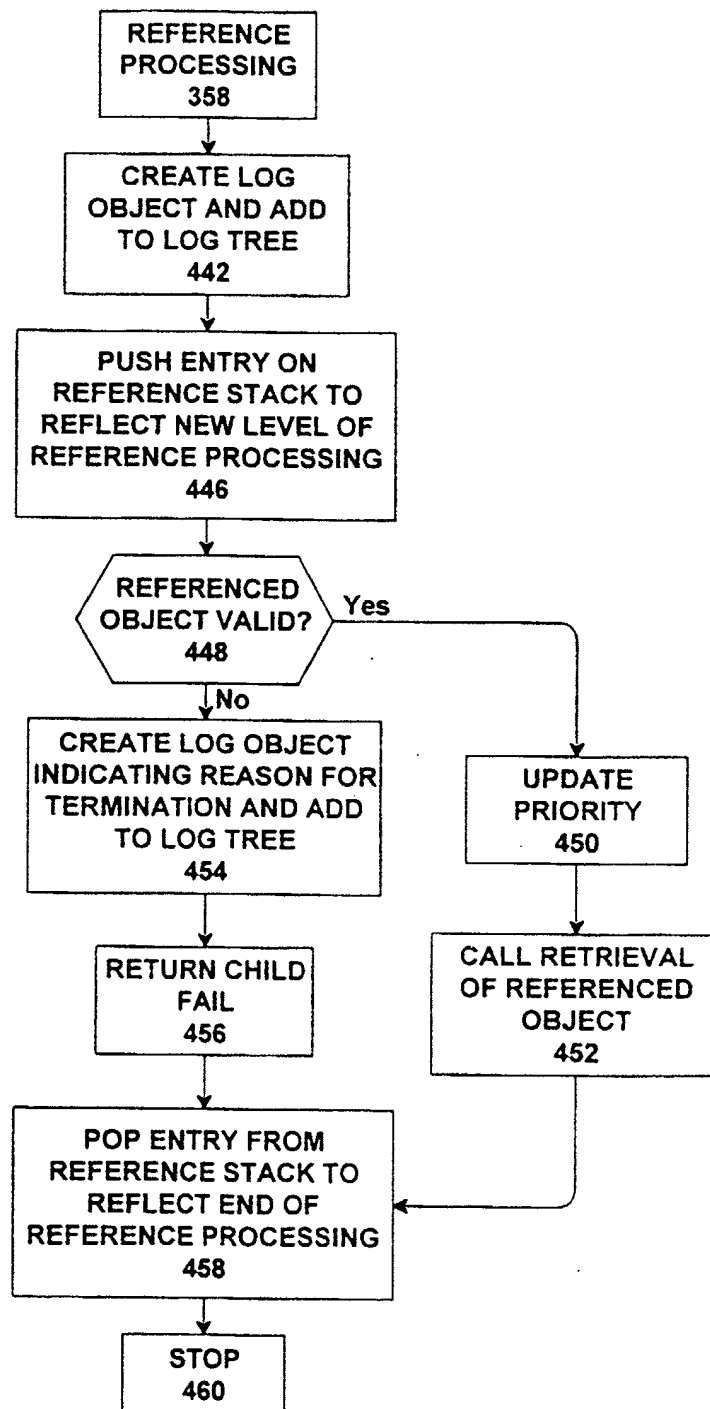 REFERENCE
PROCESSING
358
CREATE LOG
OBJECT AND ADD
TO LOG TREE
442
PUSH ENTRY ON
REFERENCE STACK TO
REFLECT NEW LEVEL OF
REFERENCE PROCESSING
446
REFERENCED
OBJECT VALID?
448
Yes
No
CREATE LOG OBJECT
INDICATING REASON FOR
TERMINATION AND ADD
TO LOG TREE
454
UPDATE
PRIORITY
450
RETURN CHILD
FAIL
456
CALL RETRIEVAL
OF REFERENCED
OBJECT
452
POP ENTRY FROM
REFERENCE STACK TO
REFLECT END OF
REFERENCE PROCESSING
458
STOP
460